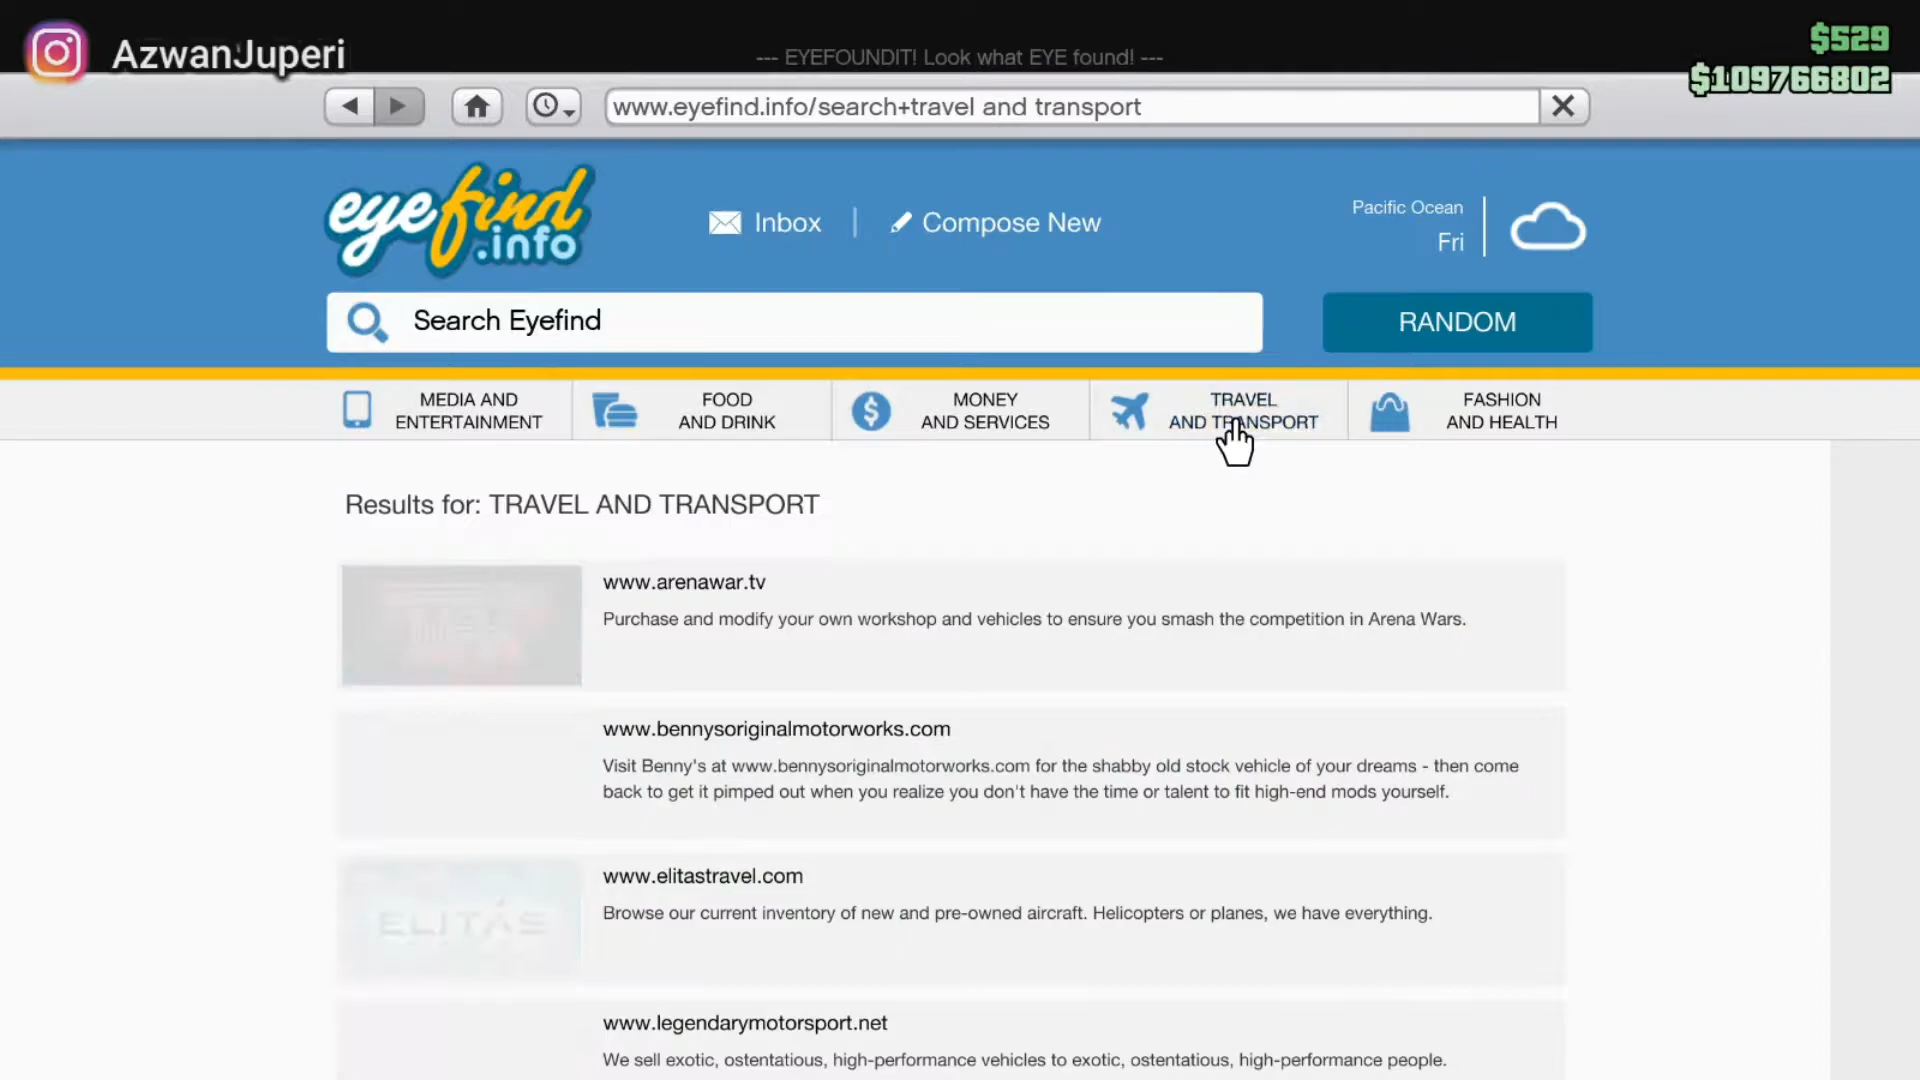 AzwanJuperi
--- EYEFOUNDIT! Look what EYE found! ---
$529
$109766802
www.eyefind.info/search+travel and transport
eyefind
.info
Inbox
Compose New
Pacific Ocean
Fri
Search Eyefind
RANDOM
MEDIA AND
ENTERTAINMENT
FOOD
AND DRINK
MONEY
AND SERVICES
TRAVEL
AND TRANSPORT
FASHION
AND HEALTH
Results for: TRAVEL AND TRANSPORT
www.arenawar.tv
Purchase and modify your own workshop and vehicles to ensure you smash the competition in Arena Wars.
www.bennysoriginalmotorworks.com
Visit Benny's at www.bennysoriginalmotorworks.com for the shabby old stock vehicle of your dreams - then come
back to get it pimped out when you realize you don't have the time or talent to fit high-end mods yourself.
ELITÁS
www.elitastravel.com
Browse our current inventory of new and pre-owned aircraft. Helicopters or planes, we have everything.
www.legendarymotorsport.net
We sell exotic, ostentatious, high-performance vehicles to exotic, ostentatious, high-performance people.